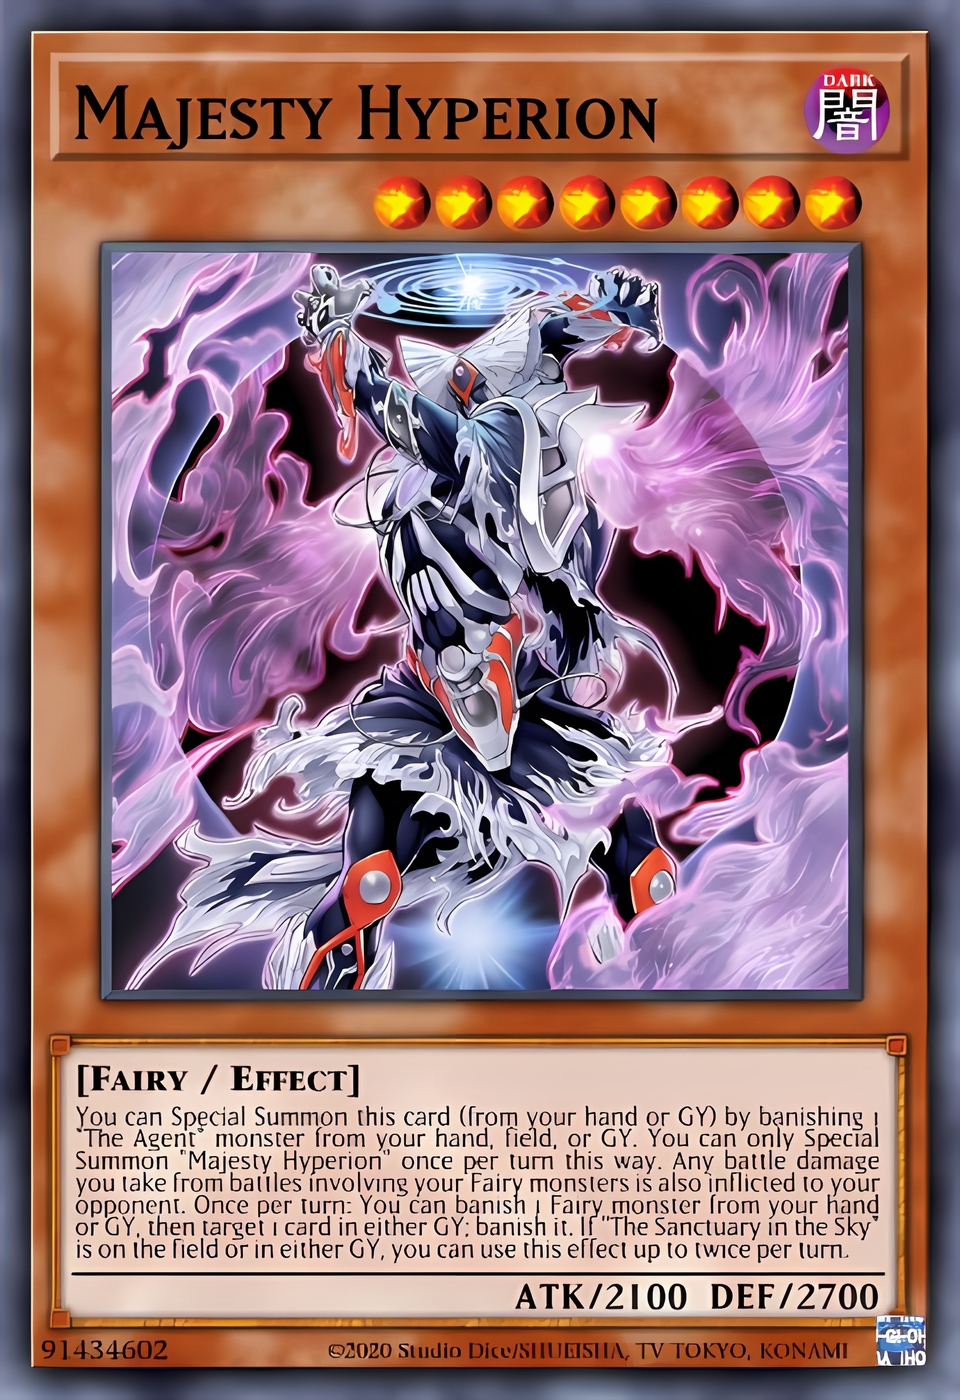 MAJESTY HYPERION
DARK
闇
[FAIRY / EFFECT]
You can Special Summon this card (from your hand or GY) by banishing 1
"The Agent" monster from your hand, field, or GY. You can only Special
Summon "Majesty Hyperion" once per turn this way. Any battle damage
you take from battles involving your Fairy monsters is also inflicted to your
opponent. Once per turn: You can banish 1 Fairy monster from your hand
or GY, then target 1 card in either GY; banish it. If "The Sanctuary in the Sky"
is on the field or in either GY, you can use this effect up to twice per turn.
ATK/2100 DEF/2700
91434602
©2020 Studio Dice/SHUEISHA, TV TOKYO, KONAMI